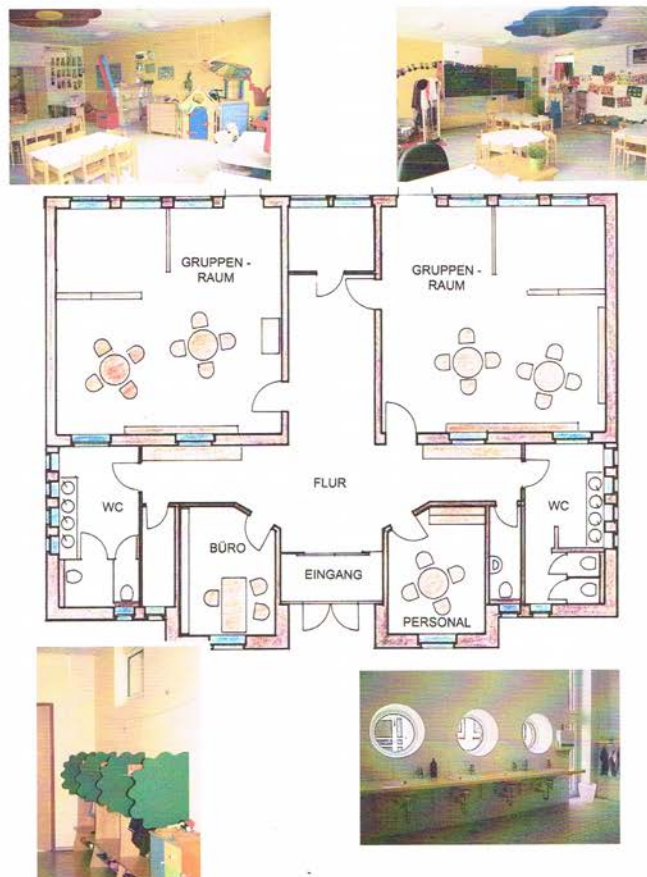 GRUPPEN -
RAUM
GRUPPEN -
RAUM
FLUR
WC
WC
BÜRO
EINGANG
PERSONAL